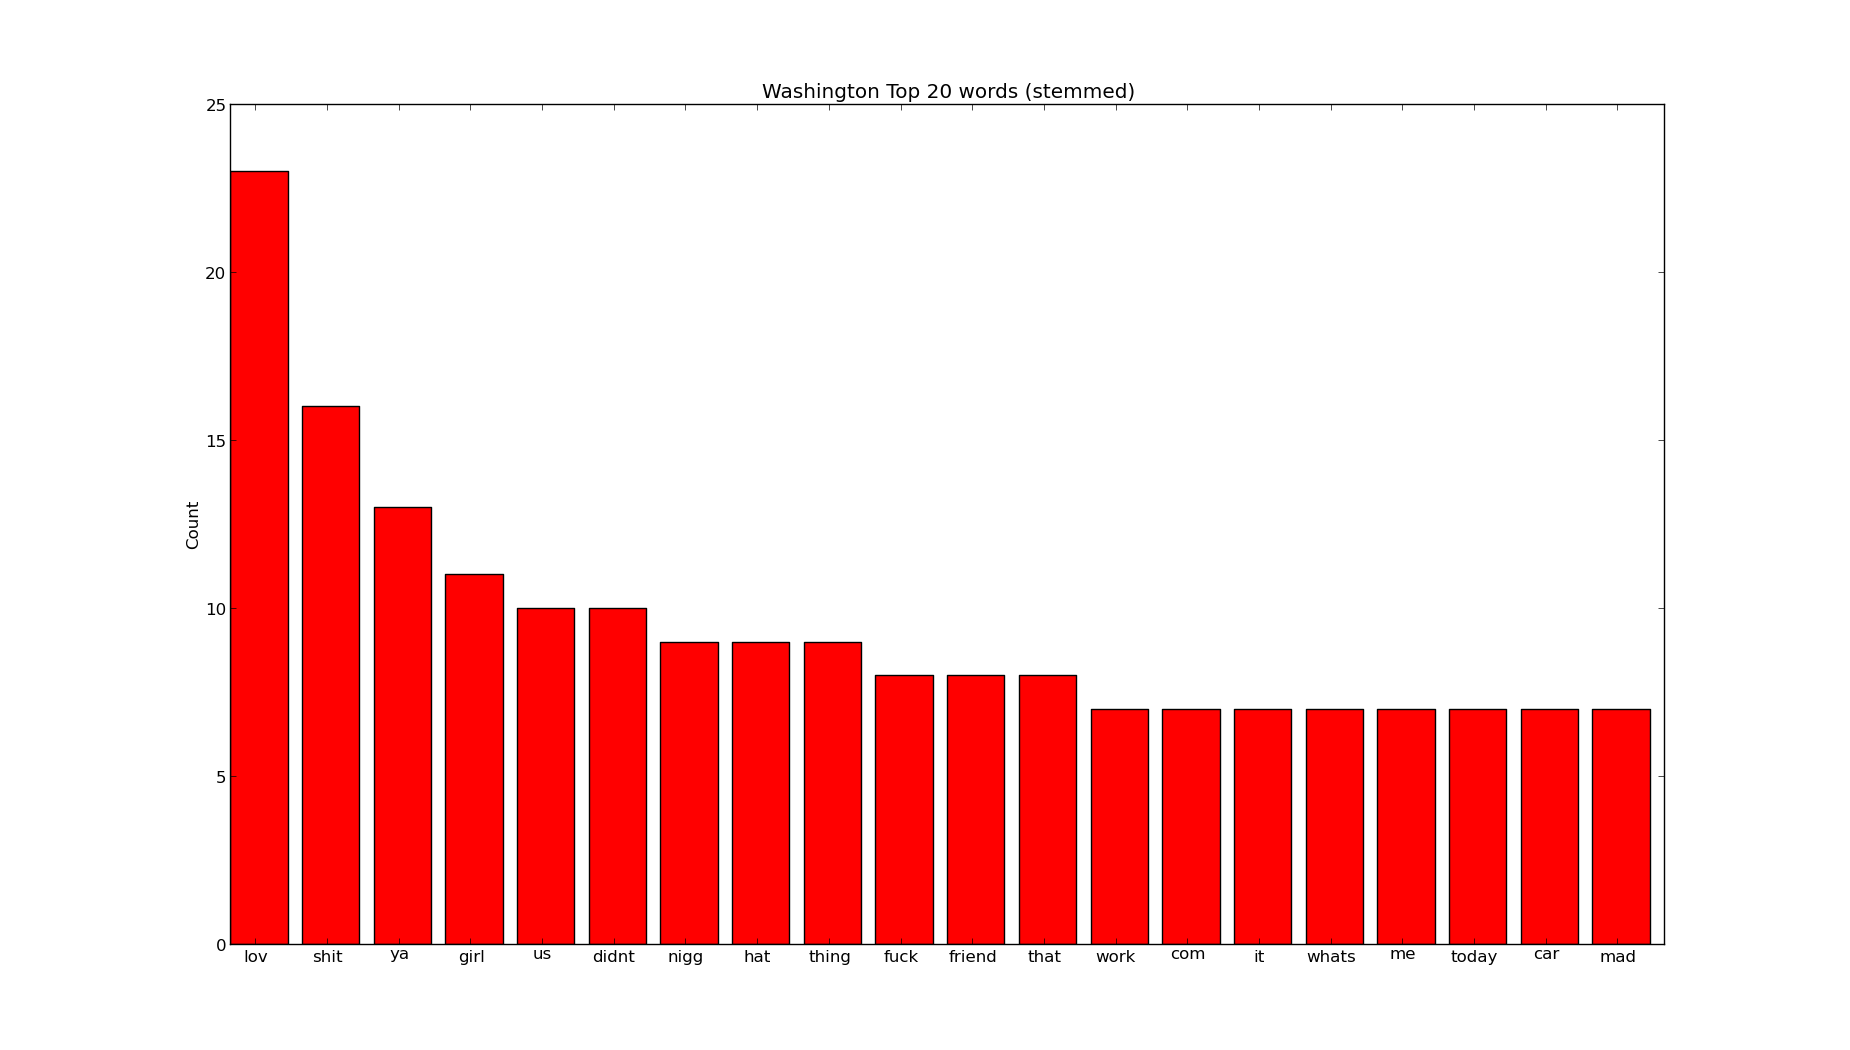 Washington Top 20 words (stemmed)
25
20
15
10
5
0
Count
lov shit ya girl us didnt nigg hat thing fuck friend that work com it whats me today car mad